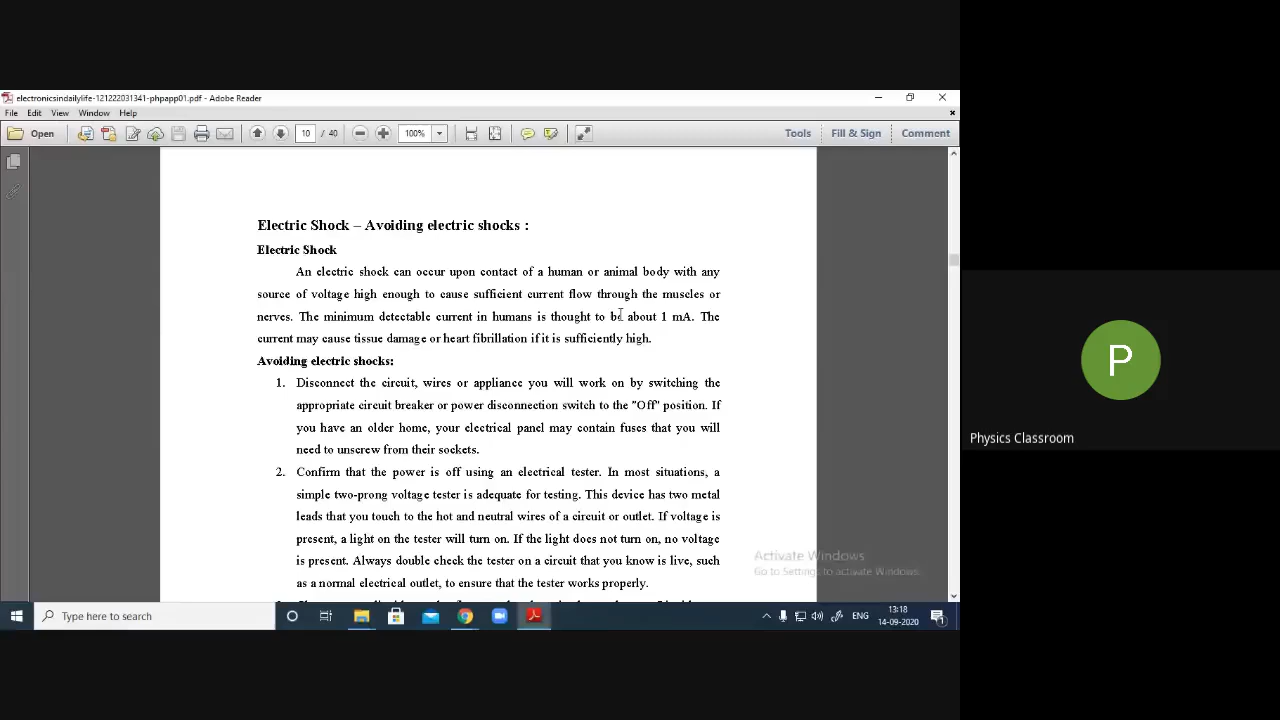 electronicsindailylife-121222031341-phpapp01.pdf - Adobe Reader
File Edit View Window Help
Open 10 / 40 100% Tools Fill & Sign Comment
Electric Shock – Avoiding electric shocks :
Electric Shock
An electric shock can occur upon contact of a human or animal body with any
source of voltage high enough to cause sufficient current flow through the muscles or
nerves. The minimum detectable current in humans is thought to be about 1 mA. The
current may cause tissue damage or heart fibrillation if it is sufficiently high.
Avoiding electric shocks:
1. Disconnect the circuit, wires or appliance you will work on by switching the
appropriate circuit breaker or power disconnection switch to the "Off" position. If
you have an older home, your electrical panel may contain fuses that you will
need to unscrew from their sockets.
2. Confirm that the power is off using an electrical tester. In most situations, a
simple two-prong voltage tester is adequate for testing. This device has two metal
leads that you touch to the hot and neutral wires of a circuit or outlet. If voltage is
present, a light on the tester will turn on. If the light does not turn on, no voltage
is present. Always double check the tester on a circuit that you know is live, such
as a normal electrical outlet, to ensure that the tester works properly.
Activate Windows
Go to Settings to activate Windows.
Type here to search
ENG
13:18
14-09-2020
1
P
Physics Classroom